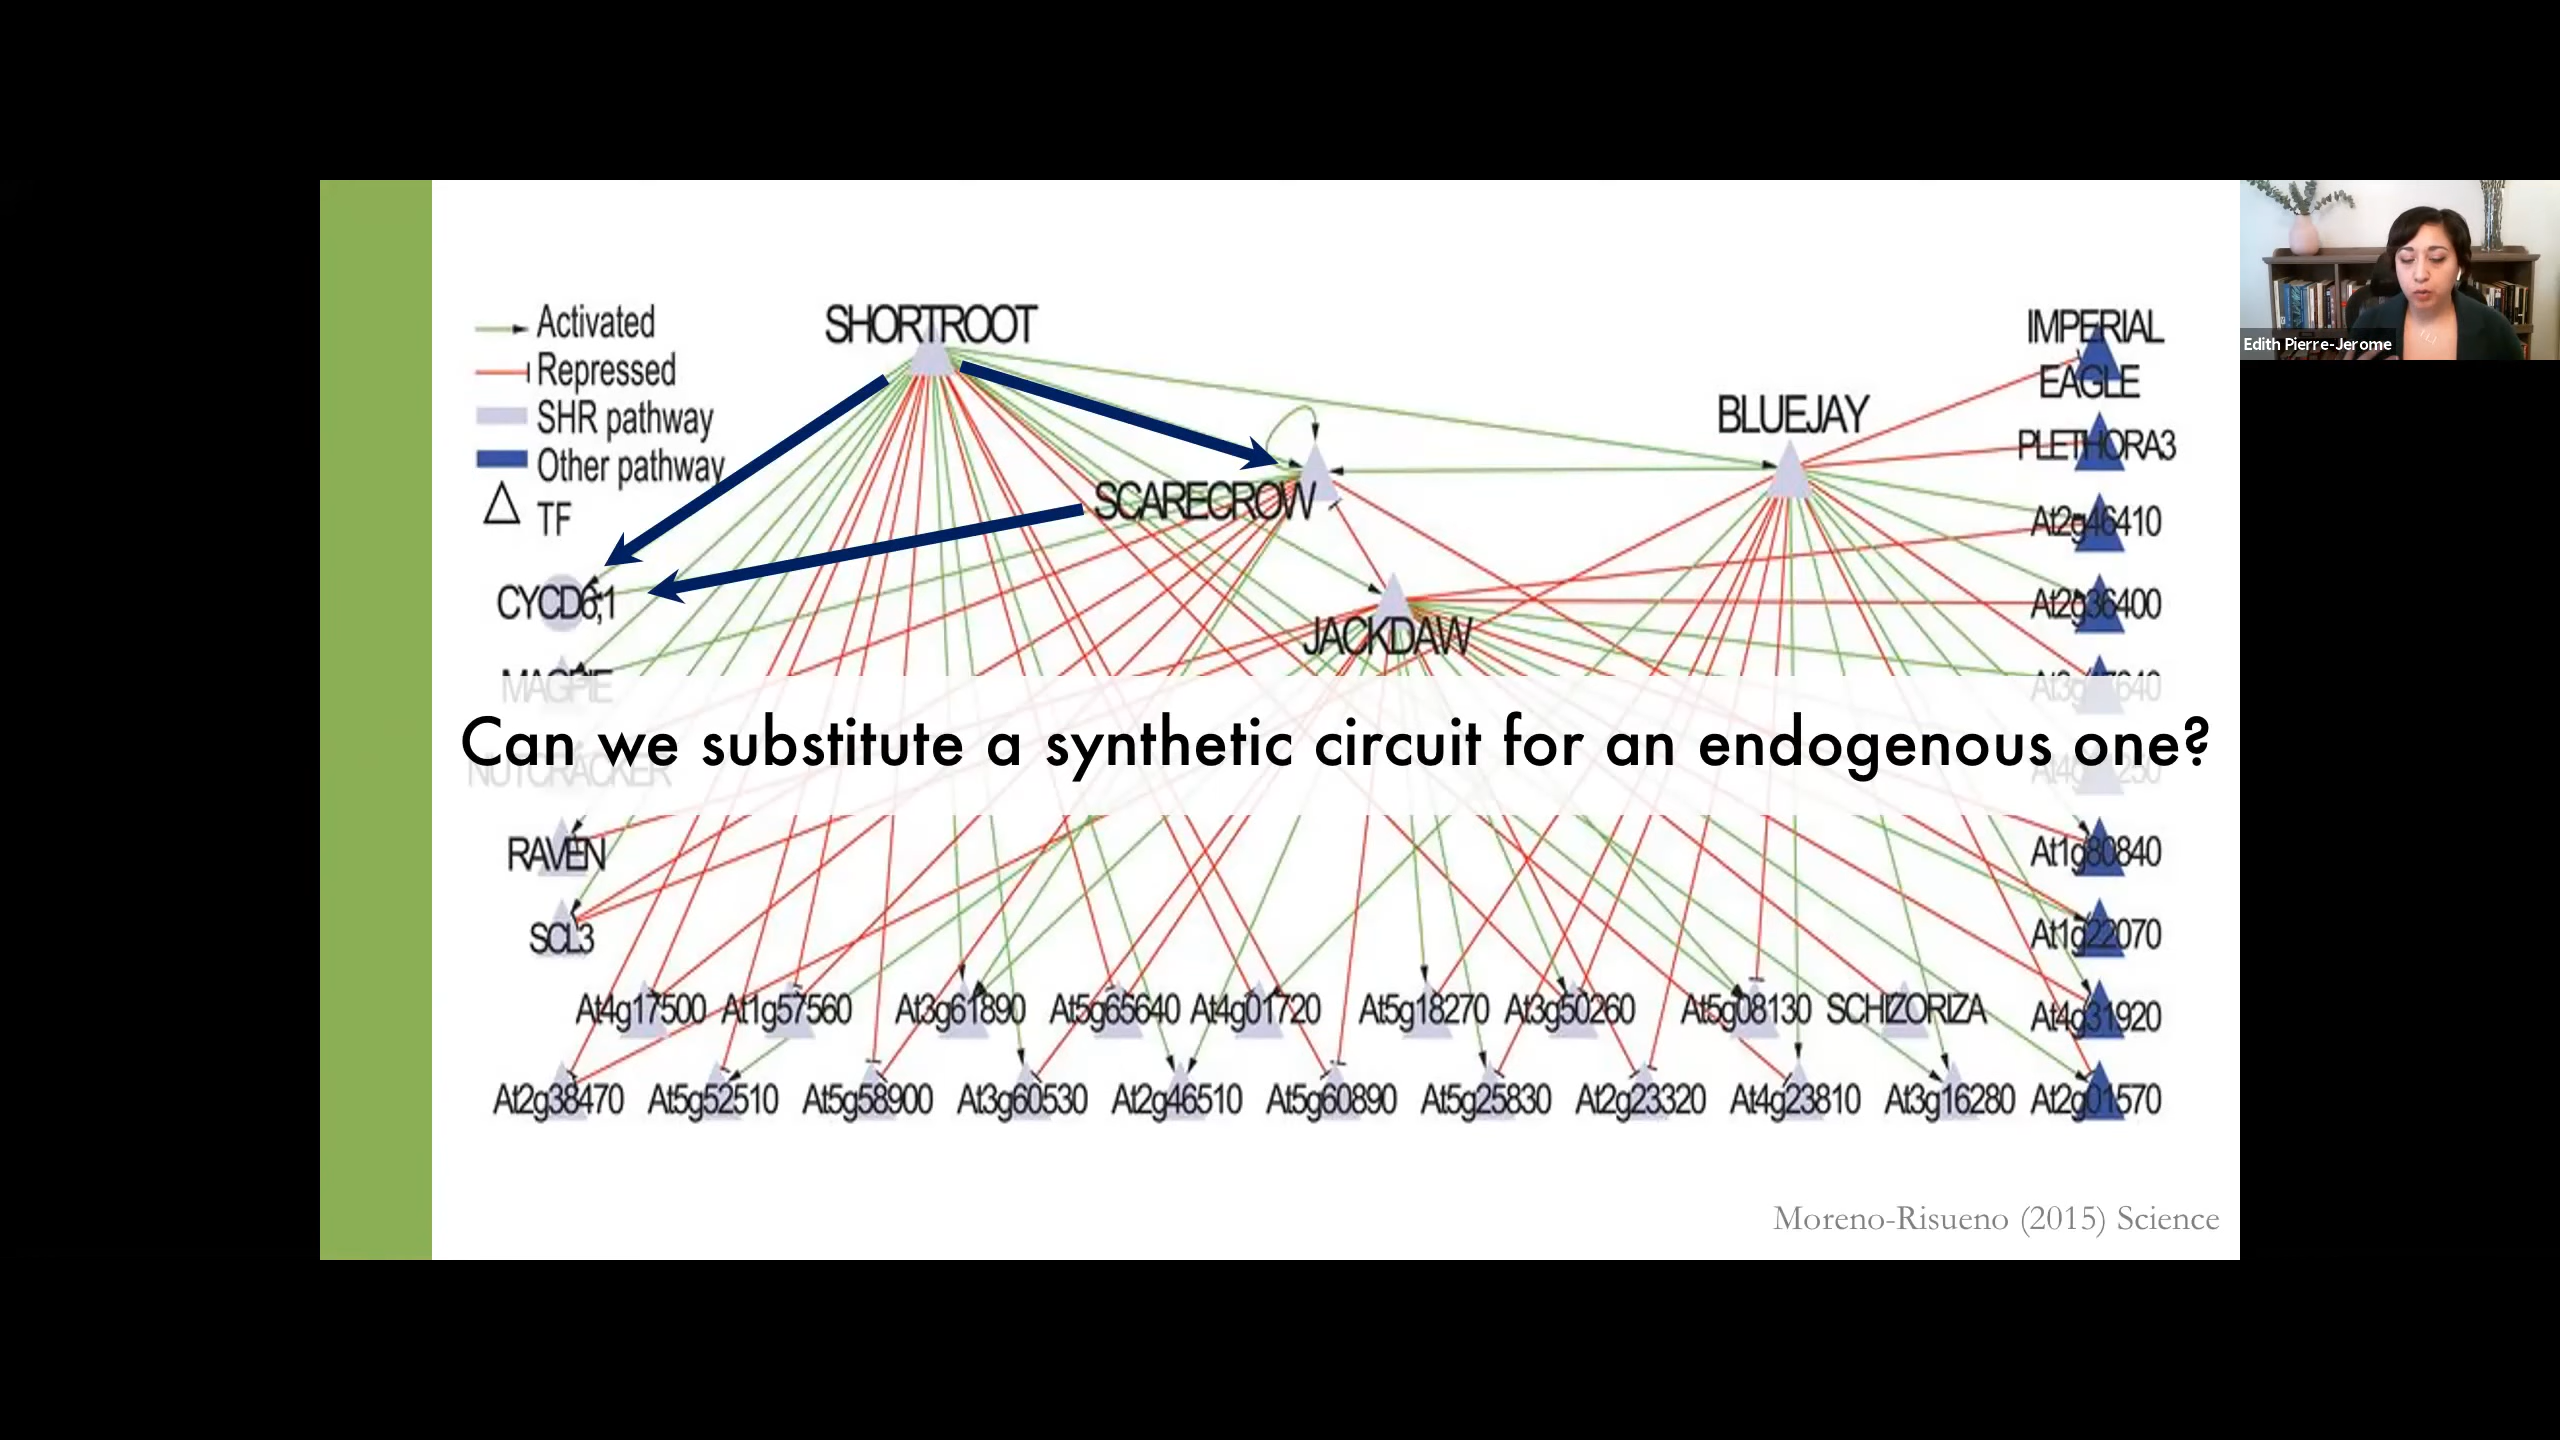 SHORTROOT
IMPERIAL
EAGLE
Activated
Repressed
SHR pathway
Other pathway
TF
BLUEJAY
PLETHORA3
SCARECROW
At2g46410
CYCD6;1
At2g36400
JACKDAW
MAGPIE
Can we substitute a synthetic circuit for an endogenous one?
NUTCRACKER
RAVEN
At1g80840
SCL3
At1g22070
At4g17500 At1g57560 At3g61890 At5g65640 At4g01720 At5g18270 At3g50260 At5g08130 SCHIZORIZA At4g31920
At2g38470 At5g52510 At5g58900 At3g60530 At2g46510 At5g60890 At5g25830 At2g23320 At4g23810 At3g16280 At2g01570
Moreno-Risueno (2015) Science
Edith Pierre-Jerome